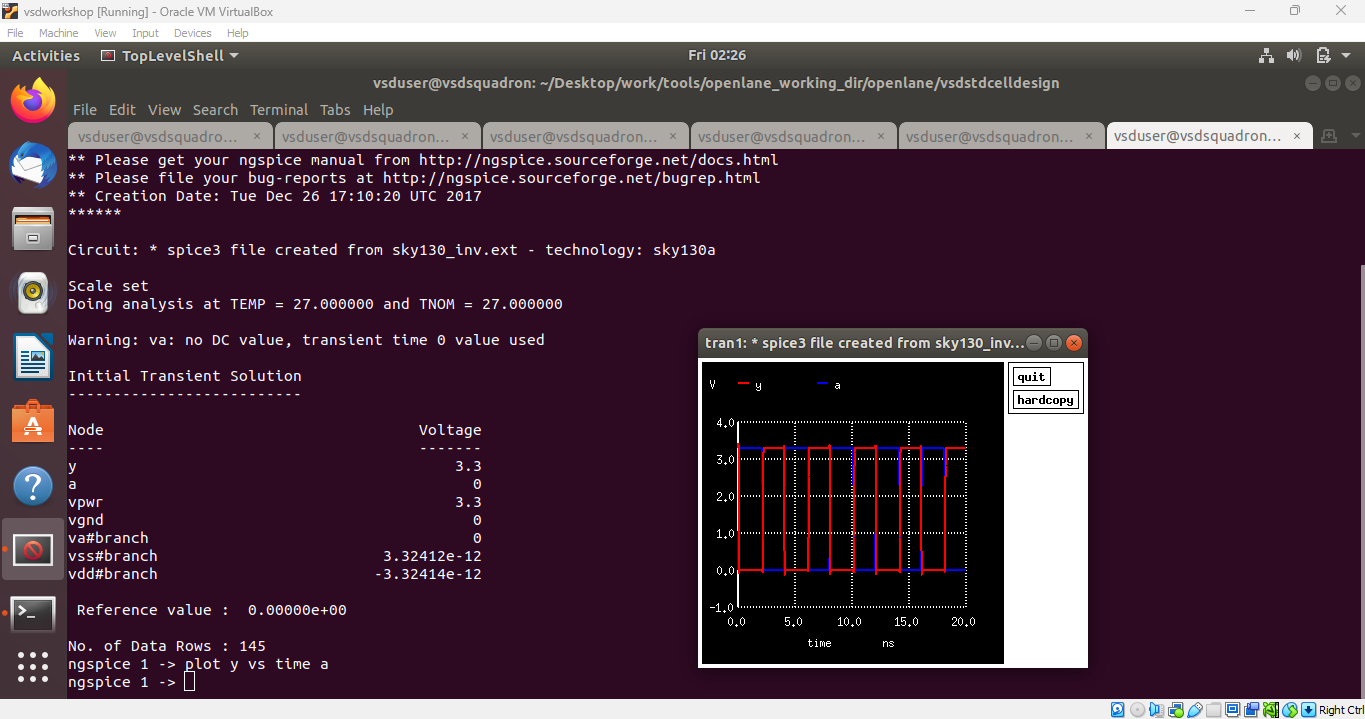 vsdworkshop [Running] - Oracle VM VirtualBox
File Machine View Input Devices Help
Activities TopLevelShell Fri 02:26
vsduser@vsdsquadron: ~/Desktop/work/tools/openlane_working_dir/openlane/vsdstdcelldesign
File Edit View Search Terminal Tabs Help
vsduser@vsdsquadron... × vsduser@vsdsquadron... × vsduser@vsdsquadron... × vsduser@vsdsquadron... × vsduser@vsdsquadron... × vsduser@vsdsquadron... ×
** Please get your ngspice manual from http://ngspice.sourceforge.net/docs.html
** Please file your bug-reports at http://ngspice.sourceforge.net/bugrep.html
** Creation Date: Tue Dec 26 17:10:20 UTC 2017
******
Circuit: * spice3 file created from sky130_inv.ext - technology: sky130a
Scale set
Doing analysis at TEMP = 27.000000 and TNOM = 27.000000
Warning: va: no DC value, transient time 0 value used
Initial Transient Solution
--------------------------
Node Voltage
---- -------
y 3.3
a 0
vpwr 3.3
vgnd 0
va#branch 0
vss#branch 3.32412e-12
vdd#branch -3.32414e-12
Reference value : 0.00000e+00
No. of Data Rows : 145
ngspice 1 -> plot y vs time a
ngspice 1 ->
tran1: * spice3 file created from sky130_inv...
quit
hardcopy
V y a
4.0
3.0
2.0
1.0
0.0
-1.0
0.0 5.0 10.0 15.0 20.0
time ns
Right Ctrl